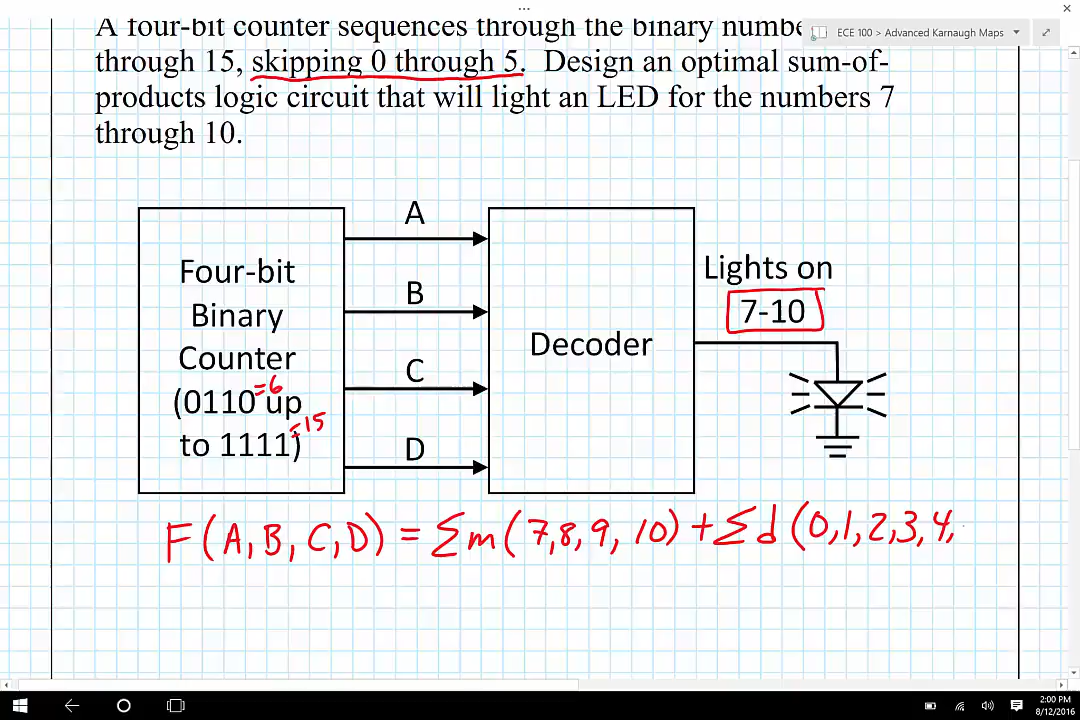 A four-bit counter sequences through the binary numbe
ECE 100 > Advanced Karnaugh Maps
through 15, skipping 0 through 5. Design an optimal sum-of-
products logic circuit that will light an LED for the numbers 7
through 10.
A
Four-bit
Binary
Counter
(0110 =6 up
to 1111) =15
B
C
D
Decoder
Lights on
7-10
F(A,B,C,D) = Σm(7,8,9,10)+Σd(0,1,2,3,4,
2:00 PM
8/12/2016